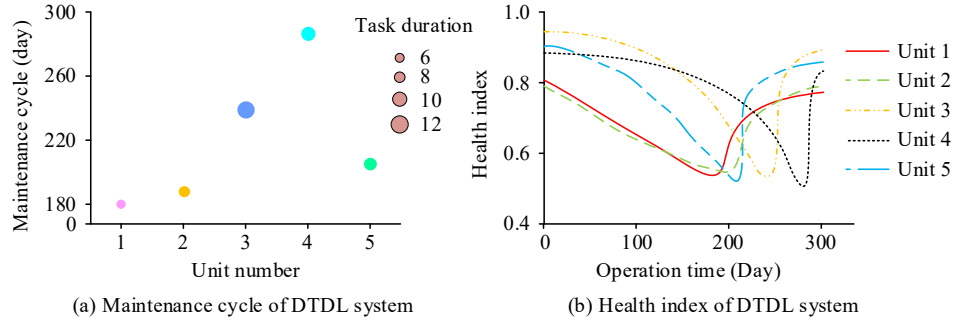 Maintenance cycle (day)
300
260
220
180
0
1 2 3 4 5
Unit number
Task duration
6
8
10
12
(a) Maintenance cycle of DTDL system
Health index
1.0
0.8
0.6
0.4
0 100 200 300
Operation time (Day)
Unit 1
Unit 2
Unit 3
Unit 4
Unit 5
(b) Health index of DTDL system